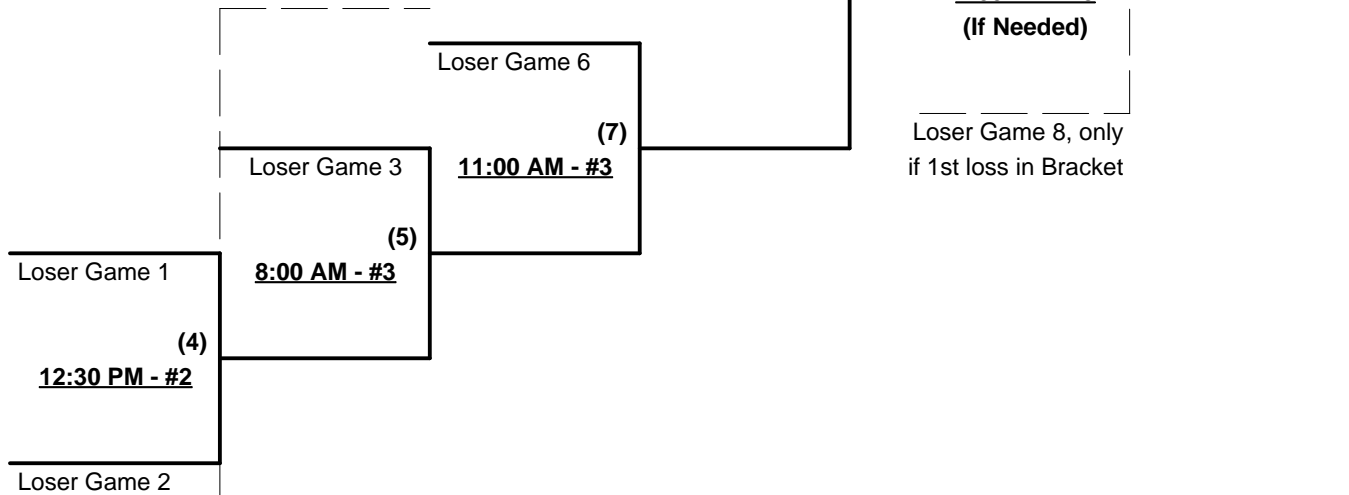 (If Needed)
Loser Game 6
(7)
Loser Game 8, only
if 1st loss in Bracket
Loser Game 3
11:00 AM - #3
(5)
Loser Game 1
8:00 AM - #3
(4)
12:30 PM - #2
Loser Game 2